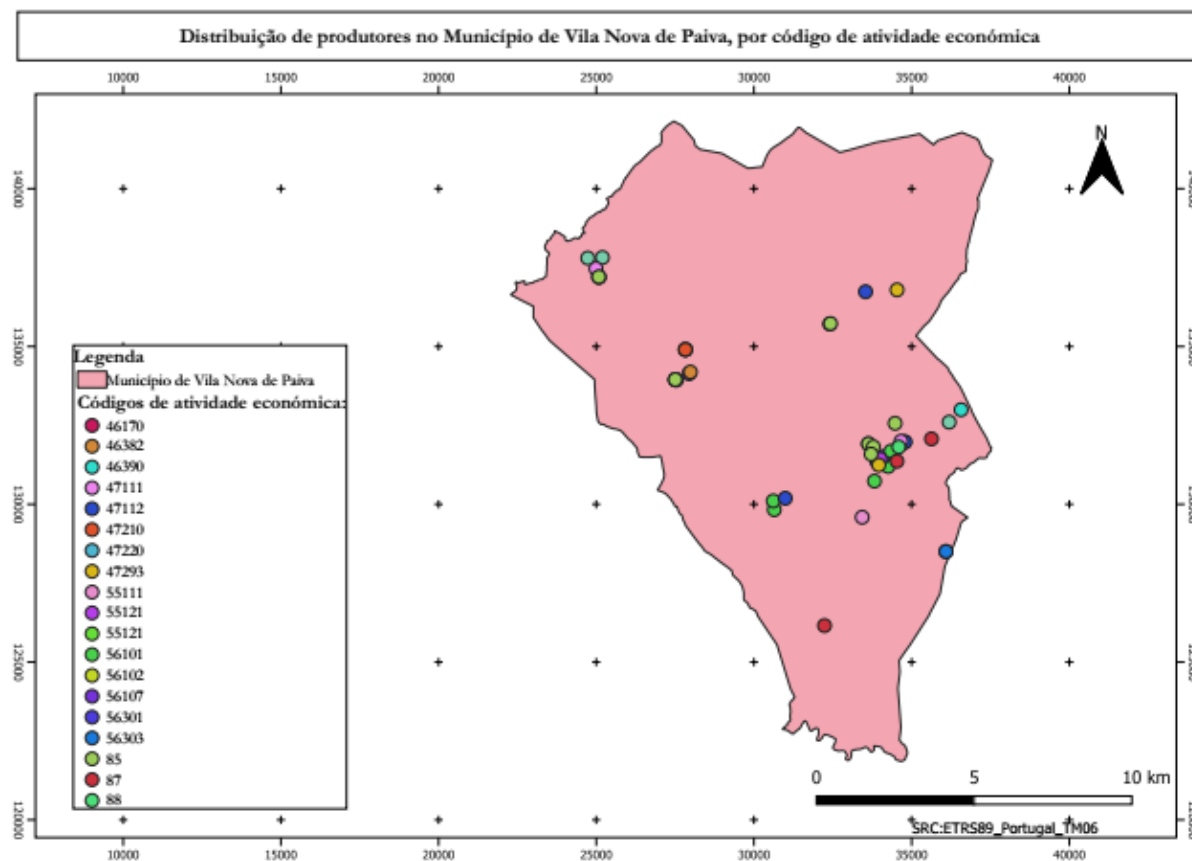 Distribuição de produtores no Município de Vila Nova de Paiva, por código de atividade económica
10000 15000 20000 25000 30000 35000 40000
N
140000
135000
130000
125000
120000
Legenda
Município de Vila Nova de Paiva
Códigos de atividade económica:
46170
46382
46390
47111
47112
47210
47220
47293
55111
55121
55121
56101
56102
56107
56301
56303
85
87
88
0 5 10 km
SRC:ETRS89_Portugal_TM06
10000 15000 20000 25000 30000 35000 40000